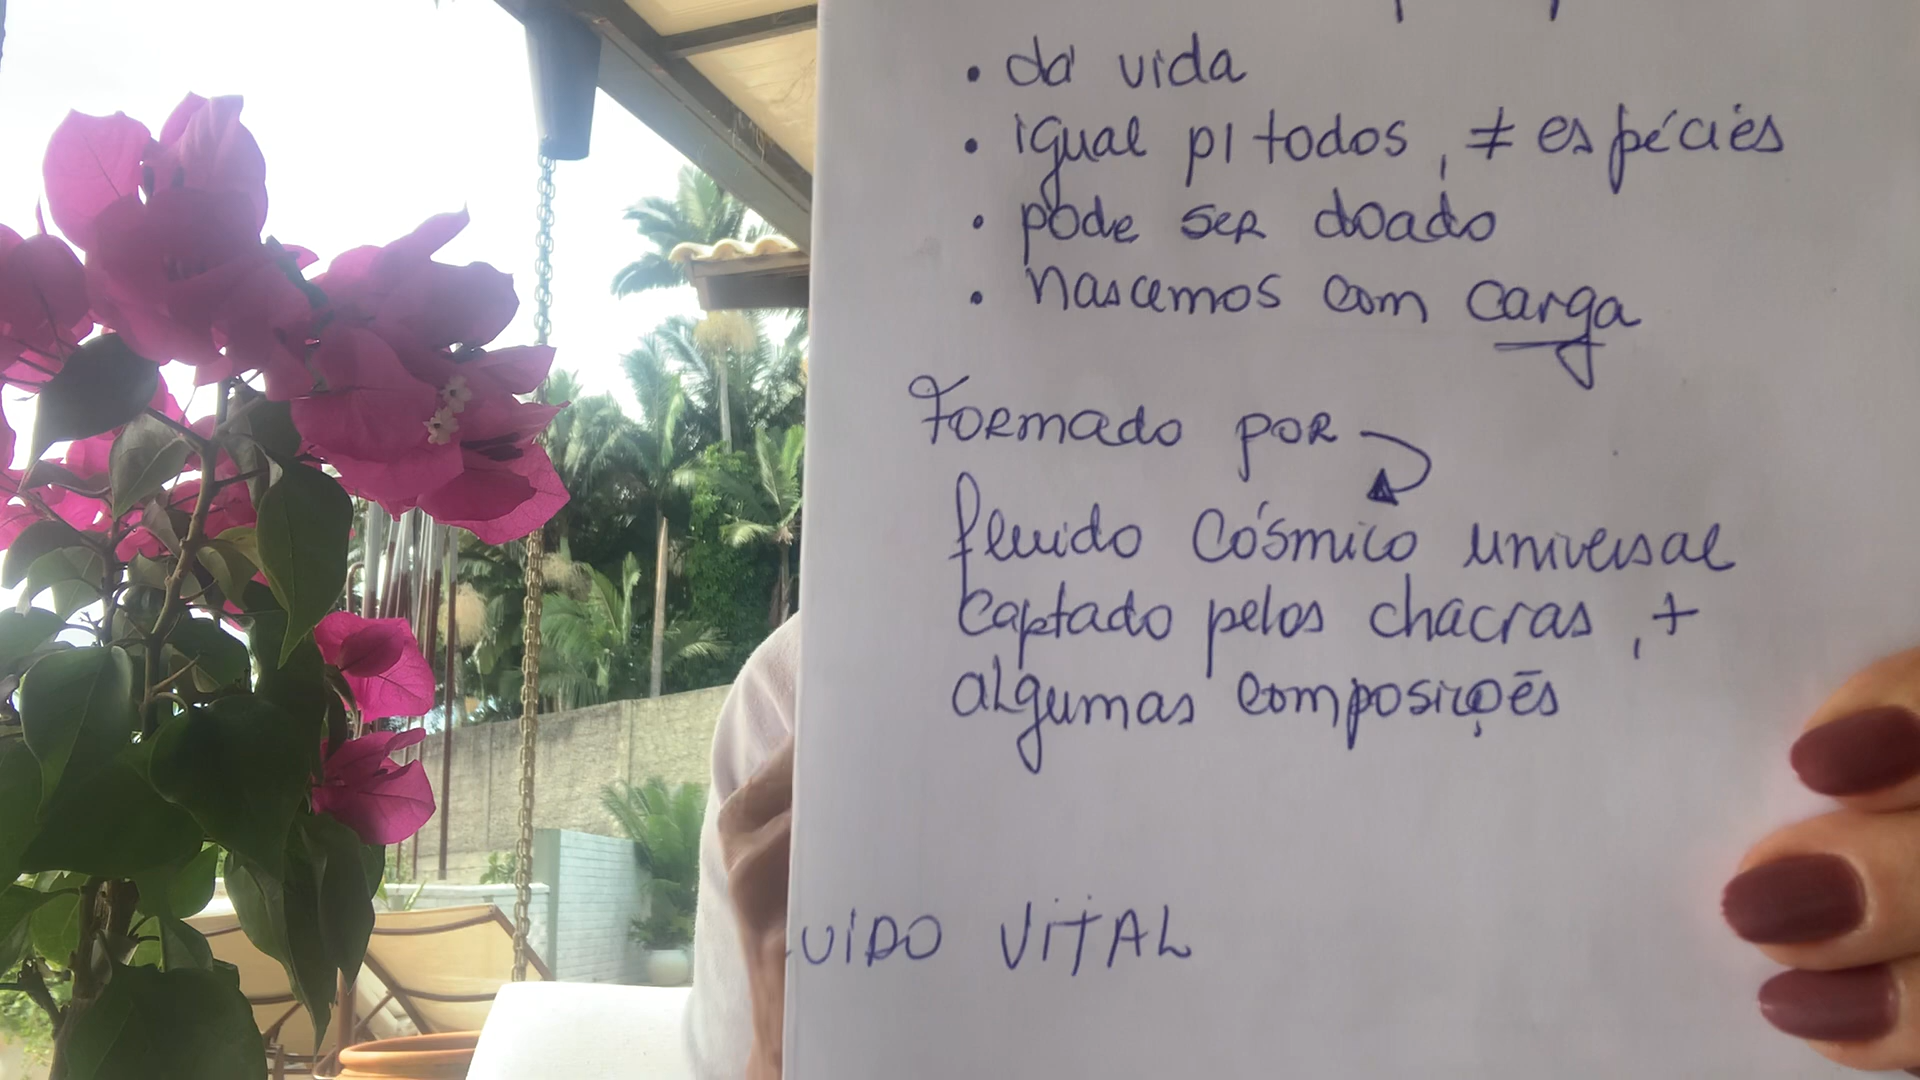 • dá vida
• igual p/ todos, ≠ espécies
• pode ser doado
• nascemos com carga
Formado por
fluido cósmico universal
captado pelos chacras, +
algumas composições
UIDO VITAL